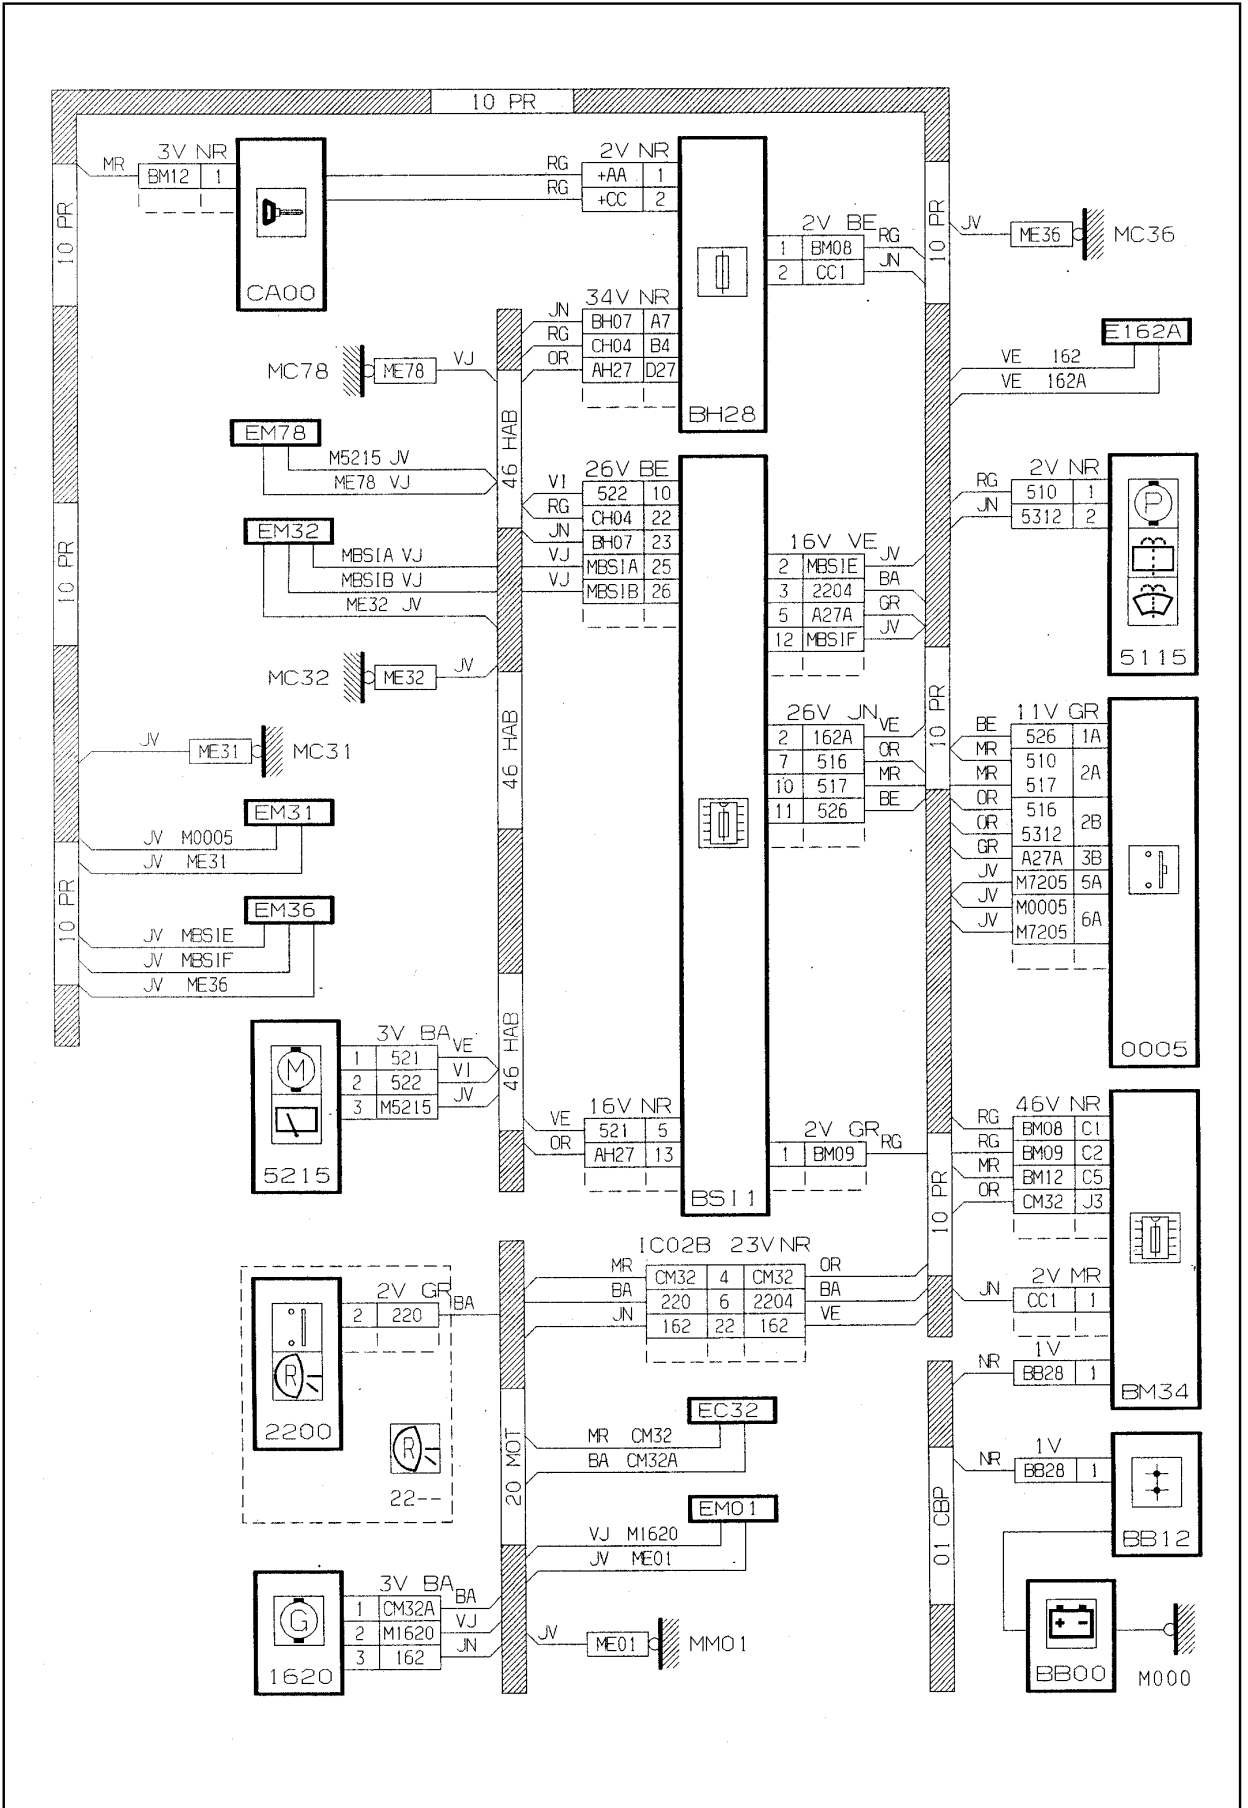 10 PR
MR
3V NR
BM12 1
CA00
RG
RG
2V NR
+AA 1
+CC 2
2V BE
1 BM08 RG
2 CC1 JN
10 PR
10 PR
JV
ME36
MC36
E162A
VE 162
VE 162A
34V NR
JN BH07 A7
RG CH04 B4
OR AH27 D27
BH28
MC78
ME78
VJ
46 HAB
EM78
M5215 JV
ME78 VJ
EM32
MBSIA VJ
MBSIB VJ
ME32 JV
26V BE
VI 522 10
RG CH04 22
JN BH07 23
VJ MBSIA 25
VJ MBSIB 26
16V VE
2 MBSIE JV
3 2204 BA
5 A27A GR
12 MBSIF JV
2V NR
RG 510 1
JN 5312 2
P
5115
10 PR
MC32
ME32
JV
46 HAB
10 PR
26V JN
2 162A VE
7 516 OR
10 517 MR
11 526 BE
11V GR
BE 526 1A
MR 510
2A
MR 517
OR 516
2B
OR 5312
GR A27A 3B
JV M7205 5A
JV M0005
6A
JV M7205
0005
JV
ME31
MC31
EM31
JV M0005
JV ME31
10 PR
EM36
JV MBSIE
JV MBSIF
JV ME36
3V BA
1 521 VE
2 522 VI
3 M5215 JV
M
5215
46 HAB
16V NR
VE 521 5
OR AH27 13
BSI1
2V GR
1 BM09 RG
10 PR
46V NR
RG BM08 C1
RG BM09 C2
MR BM12 C5
OR CM32 J3
2V MR
JN CC1 1
1V
NR BB28 1
BM34
IC02B 23V NR
MR CM32 4 CM32 OR
BA 220 6 2204 BA
JN 162 22 162 VE
2V GR
2 220 BA
R
2200
R
22--
20 MOT
EC32
MR CM32
BA CM32A
EM01
VJ M1620
JV ME01
01 CBP
1V
NR BB28 1
BB12
3V BA
1 CM32A BA
2 M1620 VJ
3 162 JN
G
1620
JV
ME01
MM01
+ -
BB00
M000